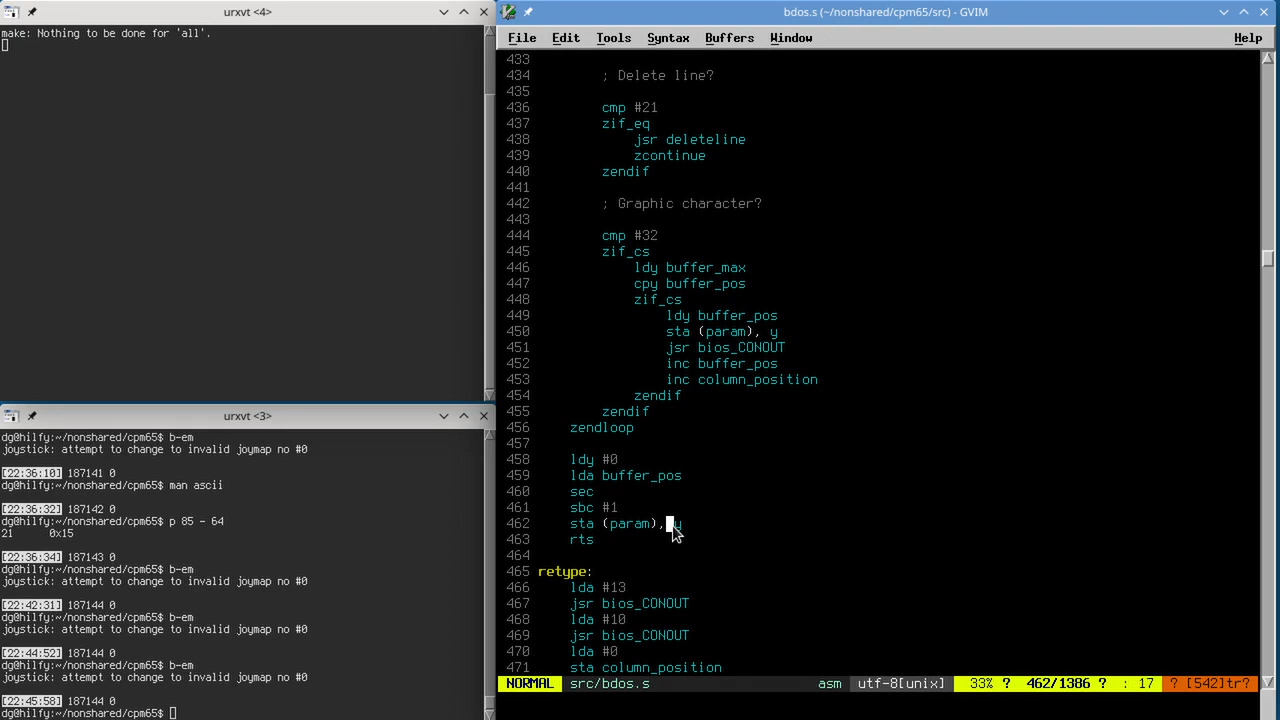 urxvt <4>
make: Nothing to be done for 'all'.
urxvt <3>
dg@hilfy:~/nonshared/cpm65$ b-em
joystick: attempt to change to invalid joymap no #0
[22:36:10] 187141 0
dg@hilfy:~/nonshared/cpm65$ man ascii
[22:36:32] 187142 0
dg@hilfy:~/nonshared/cpm65$ p 85 - 64
21      0x15
[22:36:34] 187143 0
dg@hilfy:~/nonshared/cpm65$ b-em
joystick: attempt to change to invalid joymap no #0
[22:42:31] 187144 0
dg@hilfy:~/nonshared/cpm65$ b-em
joystick: attempt to change to invalid joymap no #0
[22:44:52] 187144 0
dg@hilfy:~/nonshared/cpm65$ b-em
joystick: attempt to change to invalid joymap no #0
[22:45:58] 187144 0
dg@hilfy:~/nonshared/cpm65$
bdos.s (~/nonshared/cpm65/src) - GVIM
File Edit Tools Syntax Buffers Window Help
433
434         ; Delete line?
435
436         cmp #21
437         zif_eq
438             jsr deleteline
439             zcontinue
440         zendif
441
442         ; Graphic character?
443
444         cmp #32
445         zif_cs
446             ldy buffer_max
447             cpy buffer_pos
448             zif_cs
449                 ldy buffer_pos
450                 sta (param), y
451                 jsr bios_CONOUT
452                 inc buffer_pos
453                 inc column_position
454             zendif
455         zendif
456     zendloop
457
458     ldy #0
459     lda buffer_pos
460     sec
461     sbc #1
462     sta (param), y
463     rts
464
465 retype:
466     lda #13
467     jsr bios_CONOUT
468     lda #10
469     jsr bios_CONOUT
470     lda #0
471     sta column_position
NORMAL src/bdos.s asm utf-8[unix] 33% ? 462/1386 ? : 17 ? [542]tr?